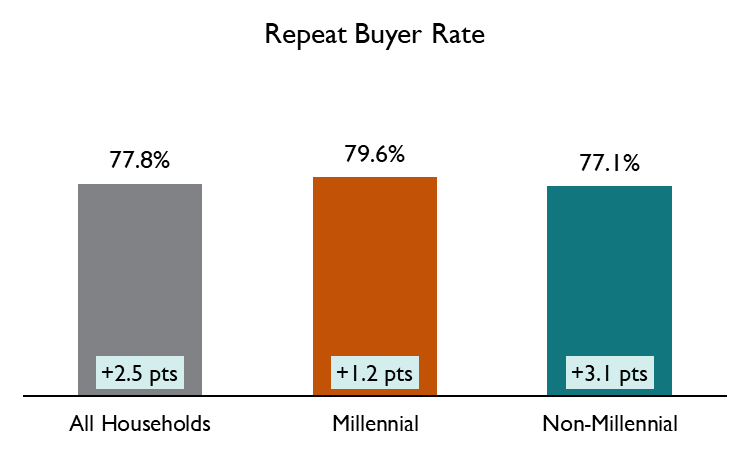 Repeat Buyer Rate
77.8%
79.6%
77.1%
+2.5 pts
+1.2 pts
+3.1 pts
All Households
Millennial
Non-Millennial